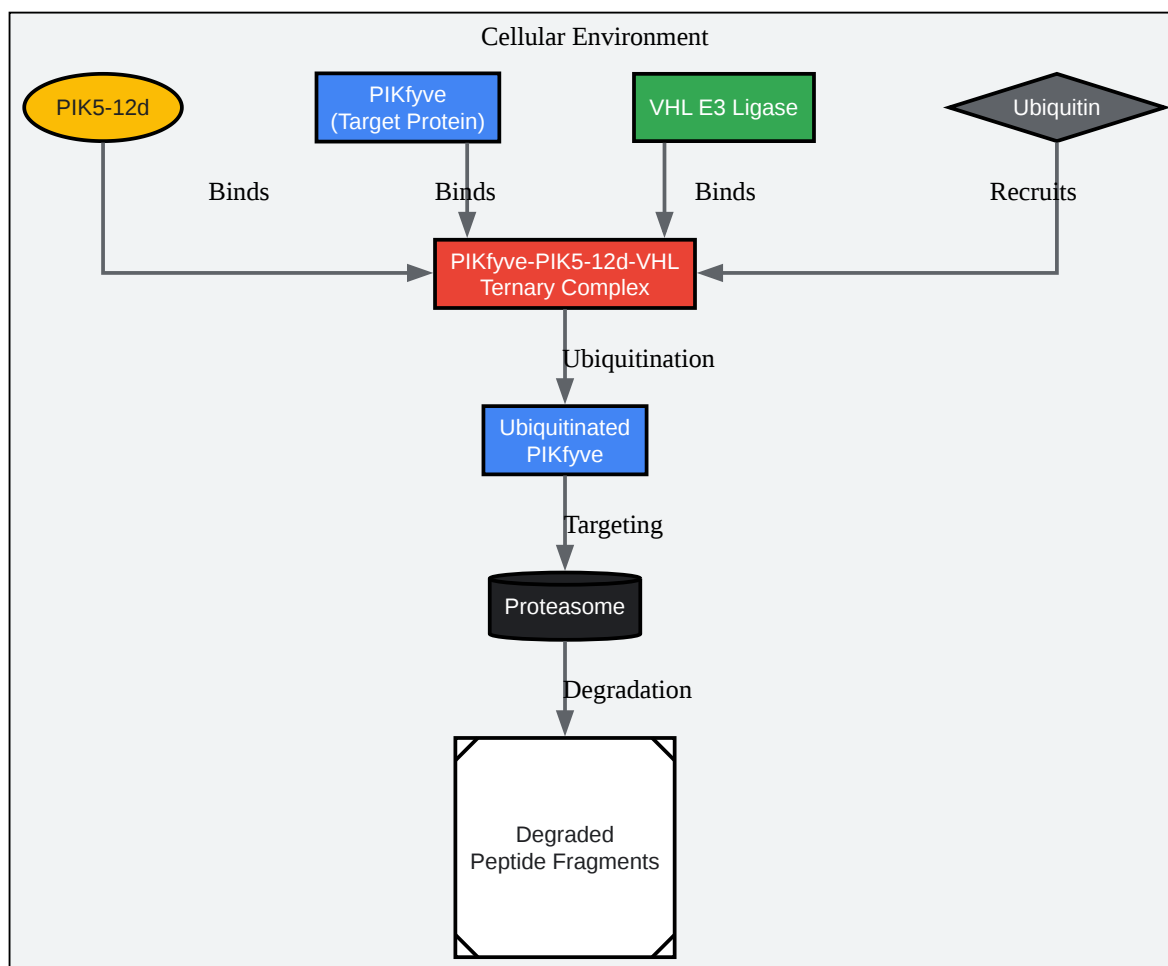 Cellular Environment
PIK5-12d
PIKfyve
(Target Protein)
VHL E3 Ligase
Ubiquitin
Binds
Binds
Binds
Recruits
PIKfyve-PIK5-12d-VHL
Ternary Complex
Ubiquitination
Ubiquitinated
PIKfyve
Targeting
Proteasome
Degradation
Degraded
Peptide Fragments